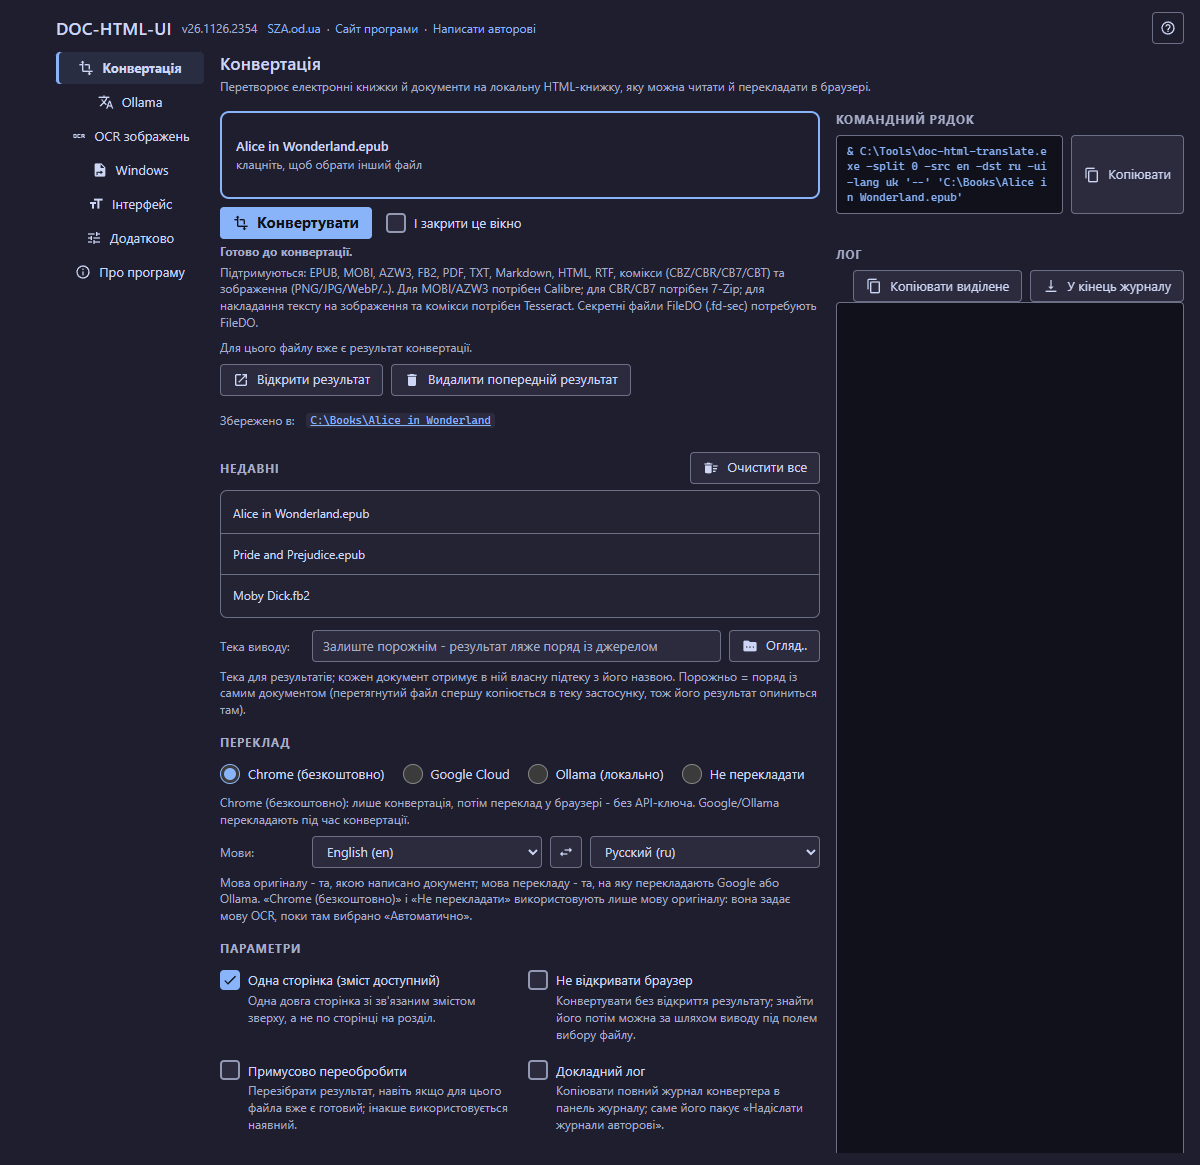 DOC-HTML-UI v26.1126.2354 SZA.od.ua · Сайт програми · Написати авторові
Конвертація
Ollama
OCR зображень
Windows
Інтерфейс
Додатково
Про програму
Конвертація
Перетворює електронні книжки й документи на локальну HTML-книжку, яку можна читати й перекладати в браузері.
Alice in Wonderland.epub
клацніть, щоб обрати інший файл
Конвертувати
І закрити це вікно
Готово до конвертації.
Підтримуються: EPUB, MOBI, AZW3, FB2, PDF, TXT, Markdown, HTML, RTF, комікси (CBZ/CBR/CB7/CBT) та
зображення (PNG/JPG/WebP/..). Для MOBI/AZW3 потрібен Calibre; для CBR/CB7 потрібен 7-Zip; для
накладання тексту на зображення та комікси потрібен Tesseract. Секретні файли FileDO (.fd-sec) потребують
FileDO.
Для цього файлу вже є результат конвертації.
Відкрити результат
Видалити попередній результат
Збережено в: C:\Books\Alice in Wonderland
НЕДАВНІ
Очистити все
Alice in Wonderland.epub
Pride and Prejudice.epub
Moby Dick.fb2
Тека виводу: Залиште порожнім - результат ляже поряд із джерелом Огляд..
Тека для результатів; кожен документ отримує в ній власну підтеку з його назвою. Порожньо = поряд із
самим документом (перетягнутий файл спершу копіюється в теку застосунку, тож його результат опиниться
там).
ПЕРЕКЛАД
Chrome (безкоштовно) Google Cloud Ollama (локально) Не перекладати
Chrome (безкоштовно): лише конвертація, потім переклад у браузері - без API-ключа. Google/Ollama
перекладають під час конвертації.
Мови: English (en) Русский (ru)
Мова оригіналу - та, якою написано документ; мова перекладу - та, на яку перекладають Google або
Ollama. «Chrome (безкоштовно)» і «Не перекладати» використовують лише мову оригіналу: вона задає
мову OCR, поки там вибрано «Автоматично».
ПАРАМЕТРИ
Одна сторінка (зміст доступний)
Одна довга сторінка зі зв'язаним змістом
зверху, а не по сторінці на розділ.
Не відкривати браузер
Конвертувати без відкриття результату; знайти
його потім можна за шляхом виводу під полем
вибору файлу.
Примусово переобробити
Перезібрати результат, навіть якщо для цього
файла вже є готовий; інакше використовується
наявний.
Докладний лог
Копіювати повний журнал конвертера в
панель журналу; саме його пакує «Надіслати
журнали авторові».
КОМАНДНИЙ РЯДОК
& C:\Tools\doc-html-translate.e
xe -split 0 -src en -dst ru -ui
-lang uk '--' 'C:\Books\Alice i
n Wonderland.epub'
Копіювати
ЛОГ
Копіювати виділене
У кінець журналу